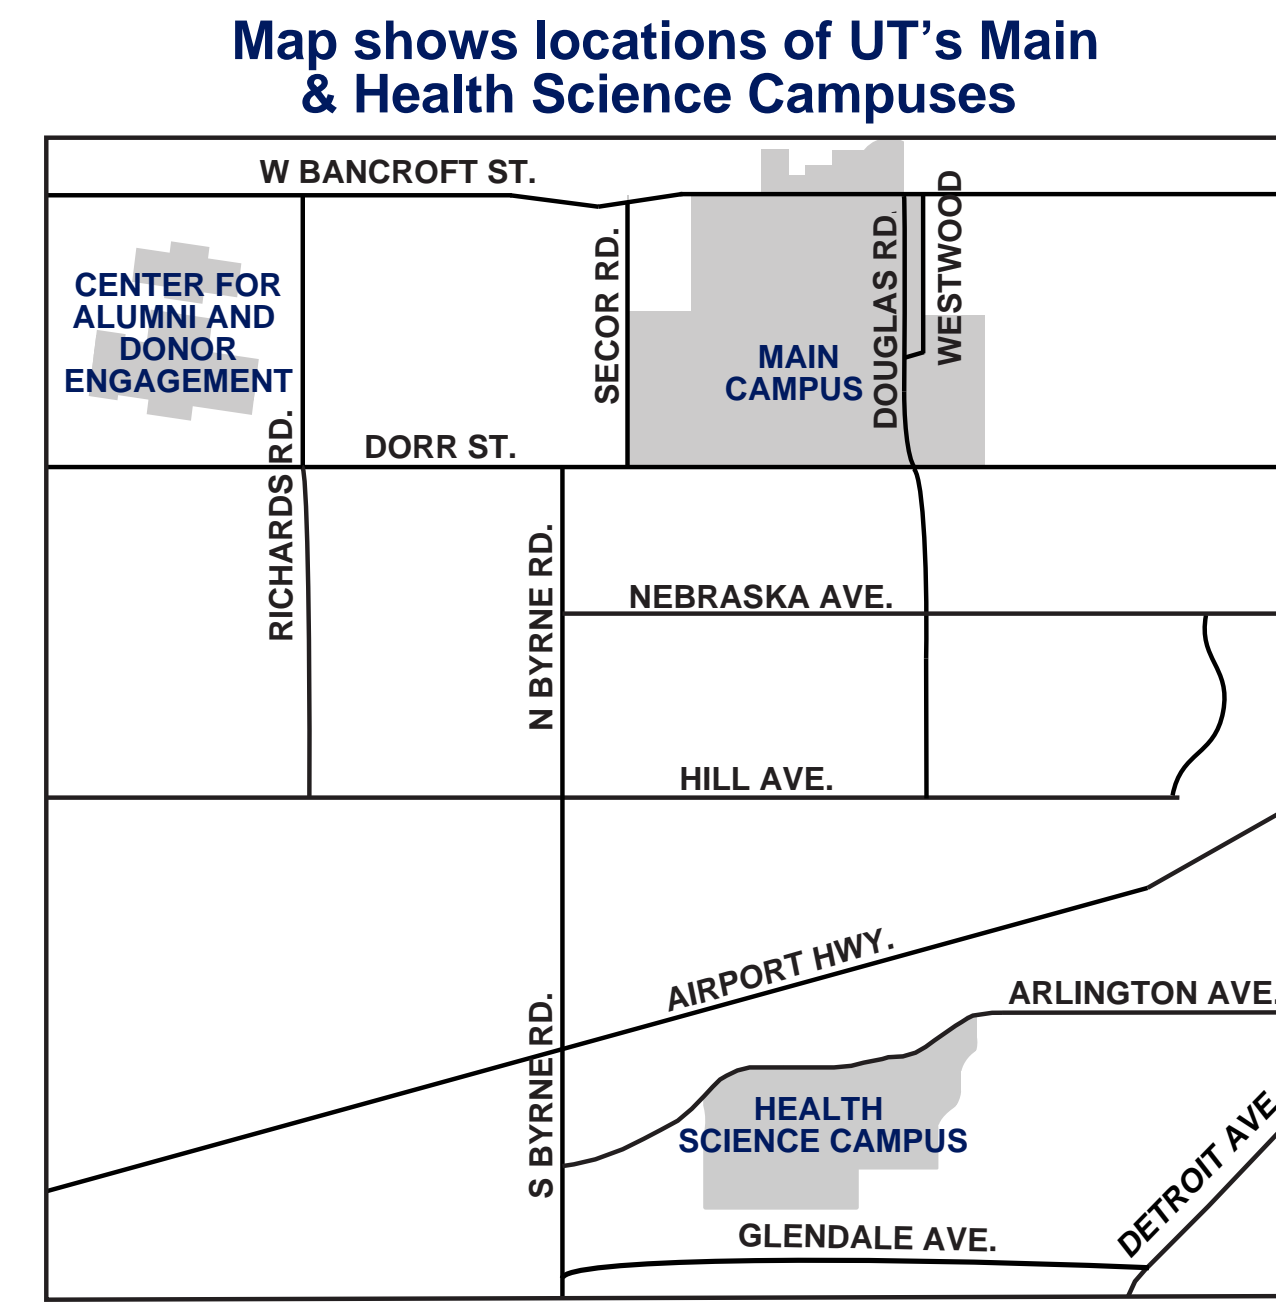 Map shows locations of UT’s Main
& Health Science Campuses
W BANCROFT ST.
WESTWOOD
DOUGLAS RD.
SECOR RD.
CENTER FOR
ALUMNI AND
DONOR
ENGAGEMENT
MAIN
CAMPUS
RICHARDS RD.
DORR ST.
N BYRNE RD.
NEBRASKA AVE.
HILL AVE.
AIRPORT HWY.
ARLINGTON AVE.
S BYRNE RD.
HEALTH
SCIENCE CAMPUS
DETROIT AVE
GLENDALE AVE.